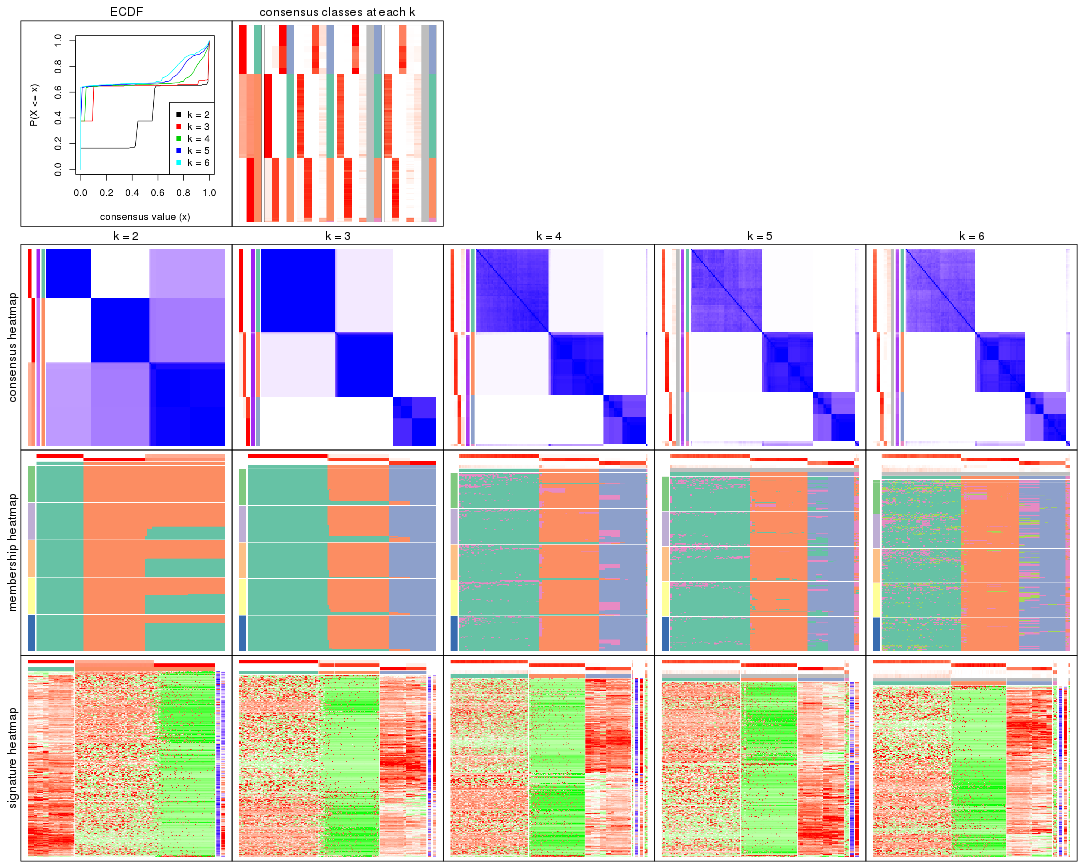 ECDF
consensus classes at each k
P(X <= x)
0.0 0.2 0.4 0.6 0.8 1.0
k = 2
k = 3
k = 4
k = 5
k = 6
0.0 0.2 0.4 0.6 0.8 1.0
consensus value (x)
k = 2 k = 3 k = 4 k = 5 k = 6
consensus heatmap
membership heatmap
signature heatmap